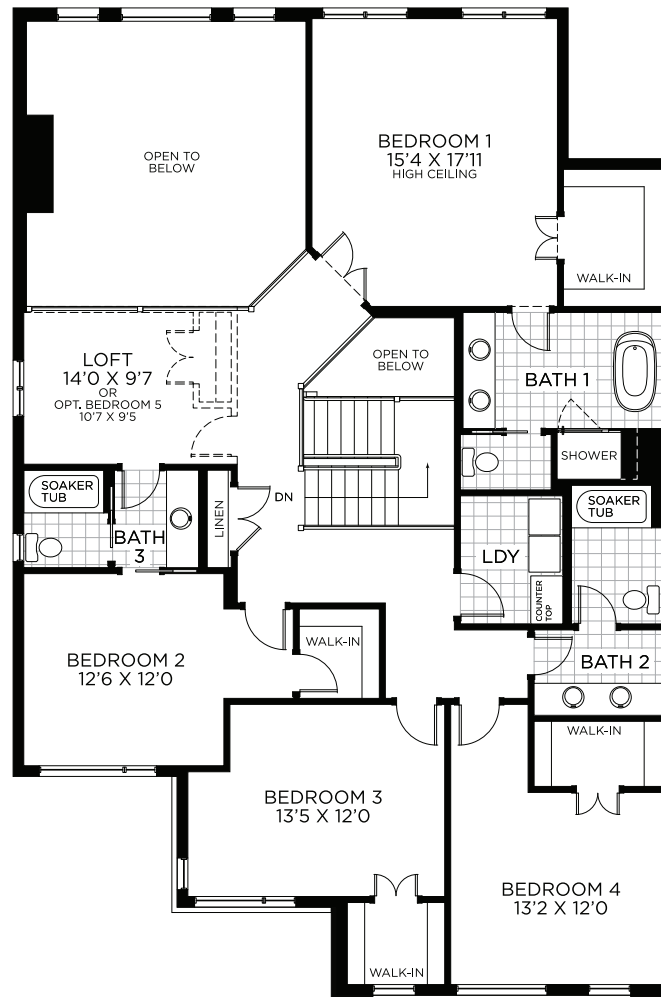 OPEN TO
BELOW
BEDROOM 1
15'4 X 17'11
HIGH CEILING
WALK-IN
LOFT
14'0 X 9'7
OR
OPT. BEDROOM 5
10'7 X 9'5
OPEN TO
BELOW
BATH 1
SHOWER
SOAKER
TUB
BATH
3
LINEN
DN
LDY
COUNTER
TOP
SOAKER
TUB
BEDROOM 2
12'6 X 12'0
WALK-IN
BATH 2
WALK-IN
BEDROOM 3
13'5 X 12'0
BEDROOM 4
13'2 X 12'0
WALK-IN